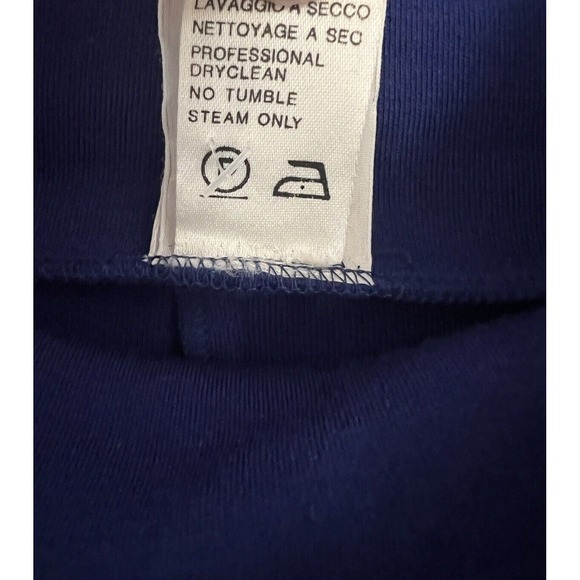 LAVAGGIO A SECCO
NETTOYAGE A SEC
PROFESSIONAL
DRYCLEAN
NO TUMBLE
STEAM ONLY